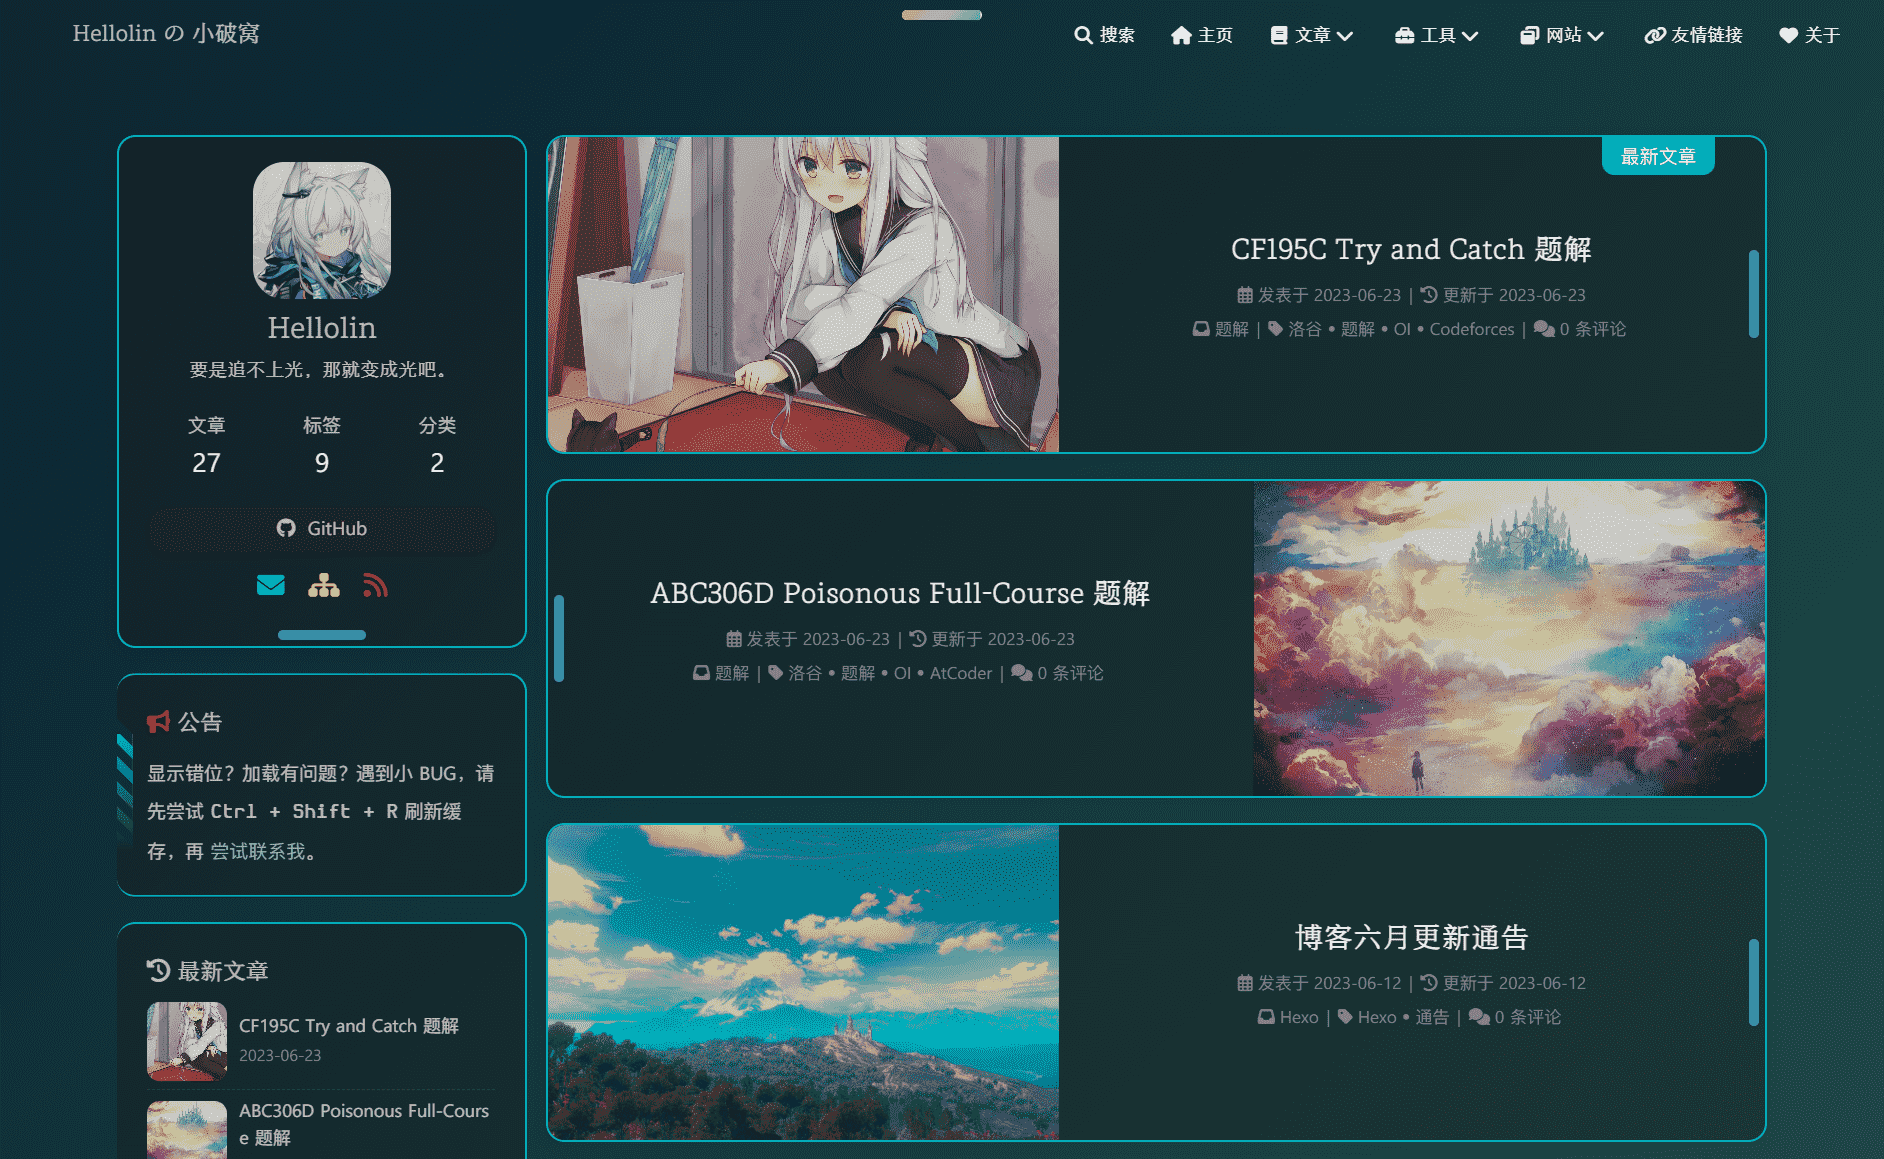 Hellolin の 小破窝
搜索 主页 文章 工具 网站 友情链接 关于
Hellolin
要是追不上光，那就变成光吧。
文章 标签 分类
27 9 2
GitHub
公告
显示错位？加载有问题？遇到小 BUG，请
先尝试 Ctrl + Shift + R 刷新缓
存，再 尝试联系我。
最新文章
CF195C Try and Catch 题解
2023-06-23
ABC306D Poisonous Full-Cours
e 题解
最新文章
CF195C Try and Catch 题解
发表于 2023-06-23 | 更新于 2023-06-23
题解 | 洛谷 • 题解 • OI • Codeforces | 0 条评论
ABC306D Poisonous Full-Course 题解
发表于 2023-06-23 | 更新于 2023-06-23
题解 | 洛谷 • 题解 • OI • AtCoder | 0 条评论
博客六月更新通告
发表于 2023-06-12 | 更新于 2023-06-12
Hexo | Hexo • 通告 | 0 条评论